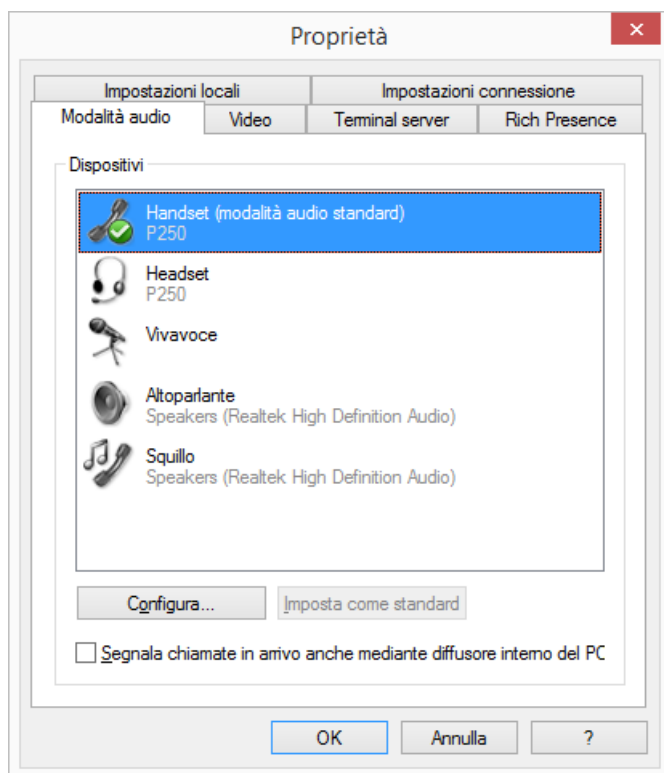 Proprietà
Impostazioni locali
Impostazioni connessione
Modalità audio
Video
Terminal server
Rich Presence
Dispositivi
Handset (modalità audio standard)
P250
Headset
P250
Vivavoce
Altoparlante
Speakers (Realtek High Definition Audio)
Squillo
Speakers (Realtek High Definition Audio)
Configura...
Imposta come standard
Segnala chiamate in arrivo anche mediante diffusore interno del PC
OK
Annulla
?